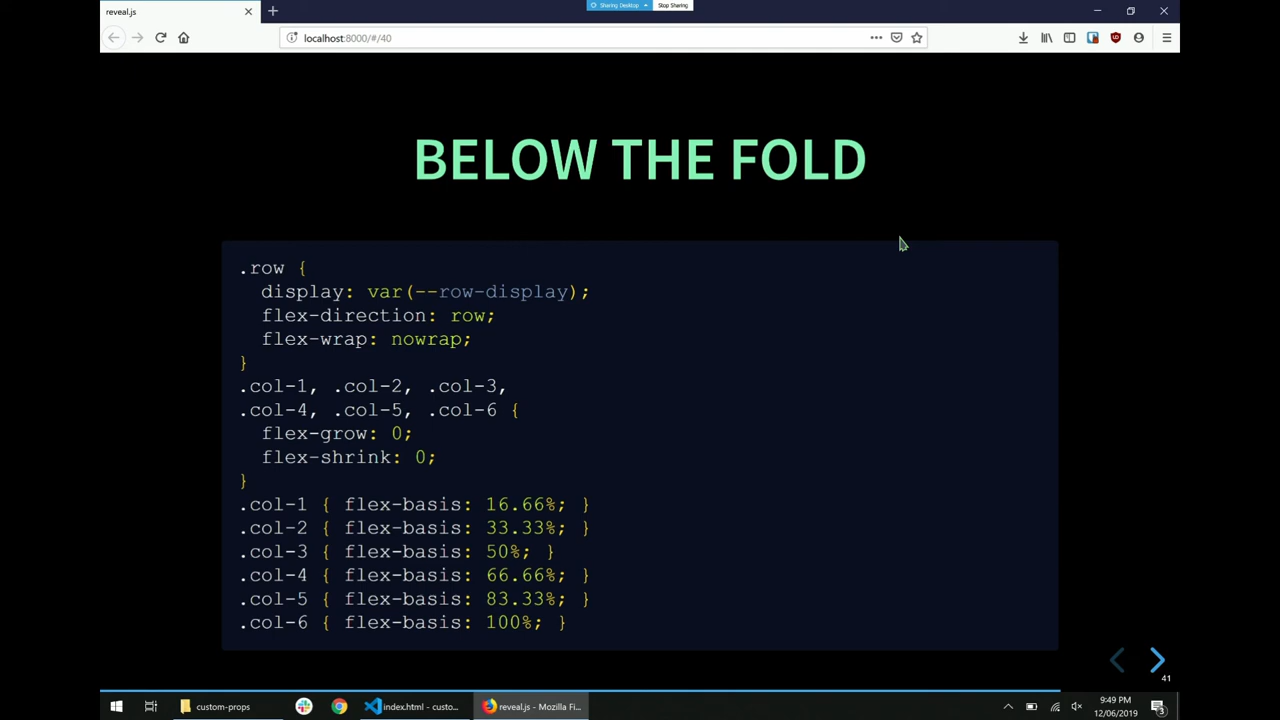 Sharing Desktop
Stop Sharing
reveal.js
localhost:8000/#/40
BELOW THE FOLD
.row {
  display: var(--row-display);
  flex-direction: row;
  flex-wrap: nowrap;
}
.col-1, .col-2, .col-3,
.col-4, .col-5, .col-6 {
  flex-grow: 0;
  flex-shrink: 0;
}
.col-1 { flex-basis: 16.66%; }
.col-2 { flex-basis: 33.33%; }
.col-3 { flex-basis: 50%; }
.col-4 { flex-basis: 66.66%; }
.col-5 { flex-basis: 83.33%; }
.col-6 { flex-basis: 100%; }
41
custom-props
index.html - custo...
reveal.js - Mozilla Fi...
9:49 PM
12/06/2019
3